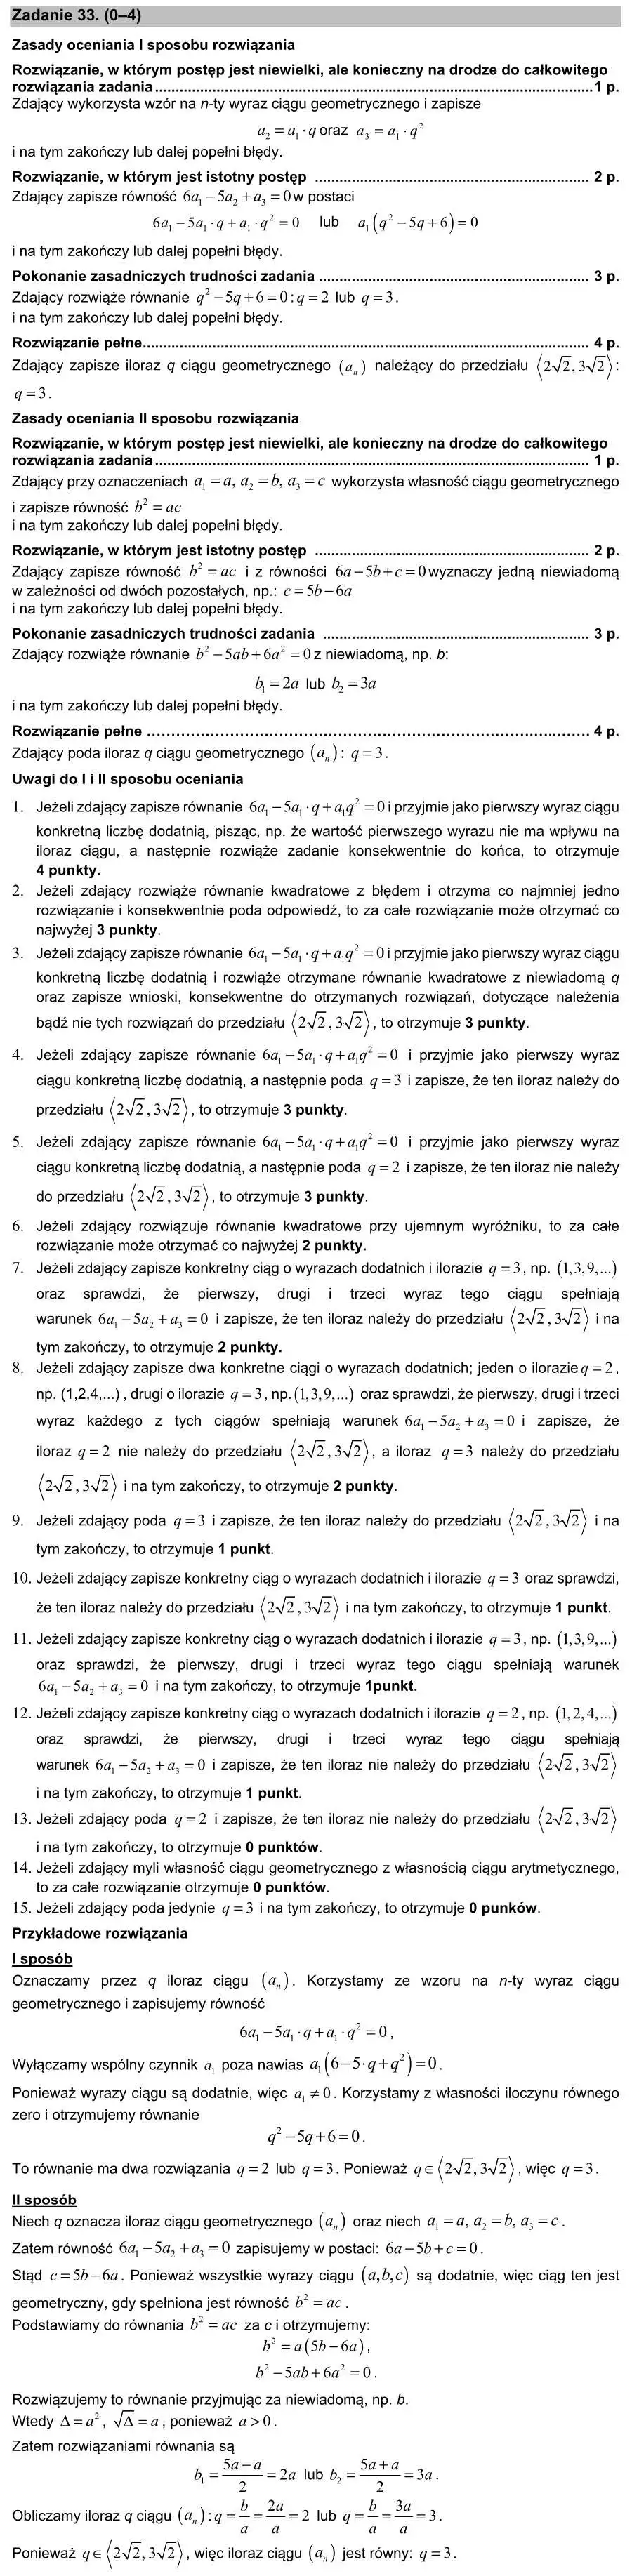 Zadanie 33. (0–4)
Zasady oceniania I sposobu rozwiązania
Rozwiązanie, w którym postęp jest niewielki, ale konieczny na drodze do całkowitego
rozwiązania zadania ........................................................................................................1 p.
Zdający wykorzysta wzór na n-ty wyraz ciągu geometrycznego i zapisze
a₂ = a₁ · q oraz a₃ = a₁ · q²
i na tym zakończy lub dalej popełni błędy.
Rozwiązanie, w którym jest istotny postęp ................................................................ 2 p.
Zdający zapisze równość 6a₁ − 5a₂ + a₃ = 0 w postaci
6a₁ − 5a₁ · q + a₁ · q² = 0 lub a₁(q² − 5q + 6) = 0
i na tym zakończy lub dalej popełni błędy.
Pokonanie zasadniczych trudności zadania ............................................................... 3 p.
Zdający rozwiąże równanie q² − 5q + 6 = 0 : q = 2 lub q = 3.
i na tym zakończy lub dalej popełni błędy.
Rozwiązanie pełne......................................................................................................... 4 p.
Zdający zapisze iloraz q ciągu geometrycznego (aₙ) należący do przedziału ⟨2√2, 3√2⟩:
q = 3.
Zasady oceniania II sposobu rozwiązania
Rozwiązanie, w którym postęp jest niewielki, ale konieczny na drodze do całkowitego
rozwiązania zadania ....................................................................................................... 1 p.
Zdający przy oznaczeniach a₁ = a, a₂ = b, a₃ = c wykorzysta własność ciągu geometrycznego
i zapisze równość b² = ac
i na tym zakończy lub dalej popełni błędy.
Rozwiązanie, w którym jest istotny postęp ................................................................ 2 p.
Zdający zapisze równość b² = ac i z równości 6a − 5b + c = 0 wyznaczy jedną niewiadomą
w zależności od dwóch pozostałych, np.: c = 5b − 6a
i na tym zakończy lub dalej popełni błędy.
Pokonanie zasadniczych trudności zadania .............................................................. 3 p.
Zdający rozwiąże równanie b² − 5ab + 6a² = 0 z niewiadomą, np. b:
b₁ = 2a lub b₂ = 3a
i na tym zakończy lub dalej popełni błędy.
Rozwiązanie pełne ……………………………………………………………………………..……. 4 p.
Zdający poda iloraz q ciągu geometrycznego (aₙ) : q = 3.
Uwagi do I i II sposobu oceniania
1. Jeżeli zdający zapisze równanie 6a₁ − 5a₁ · q + a₁q² = 0 i przyjmie jako pierwszy wyraz ciągu
konkretną liczbę dodatnią, pisząc, np. że wartość pierwszego wyrazu nie ma wpływu na
iloraz ciągu, a następnie rozwiąże zadanie konsekwentnie do końca, to otrzymuje
4 punkty.
2. Jeżeli zdający rozwiąże równanie kwadratowe z błędem i otrzyma co najmniej jedno
rozwiązanie i konsekwentnie poda odpowiedź, to za całe rozwiązanie może otrzymać co
najwyżej 3 punkty.
3. Jeżeli zdający zapisze równanie 6a₁ − 5a₁ · q + a₁q² = 0 i przyjmie jako pierwszy wyraz ciągu
konkretną liczbę dodatnią i rozwiąże otrzymane równanie kwadratowe z niewiadomą q
oraz zapisze wnioski, konsekwentne do otrzymanych rozwiązań, dotyczące należenia
bądź nie tych rozwiązań do przedziału ⟨2√2, 3√2⟩, to otrzymuje 3 punkty.
4. Jeżeli zdający zapisze równanie 6a₁ − 5a₁ · q + a₁q² = 0 i przyjmie jako pierwszy wyraz
ciągu konkretną liczbę dodatnią, a następnie poda q = 3 i zapisze, że ten iloraz należy do
przedziału ⟨2√2, 3√2⟩, to otrzymuje 3 punkty.
5. Jeżeli zdający zapisze równanie 6a₁ − 5a₁ · q + a₁q² = 0 i przyjmie jako pierwszy wyraz
ciągu konkretną liczbę dodatnią, a następnie poda q = 2 i zapisze, że ten iloraz nie należy
do przedziału ⟨2√2, 3√2⟩, to otrzymuje 3 punkty.
6. Jeżeli zdający rozwiązuje równanie kwadratowe przy ujemnym wyróżniku, to za całe
rozwiązanie może otrzymać co najwyżej 2 punkty.
7. Jeżeli zdający zapisze konkretny ciąg o wyrazach dodatnich i ilorazie q = 3, np. (1,3,9,...)
oraz sprawdzi, że pierwszy, drugi i trzeci wyraz tego ciągu spełniają
warunek 6a₁ − 5a₂ + a₃ = 0 i zapisze, że ten iloraz należy do przedziału ⟨2√2, 3√2⟩ i na
tym zakończy, to otrzymuje 2 punkty.
8. Jeżeli zdający zapisze dwa konkretne ciągi o wyrazach dodatnich; jeden o ilorazie q = 2,
np. (1,2,4,...) , drugi o ilorazie q = 3, np. (1,3,9,...) oraz sprawdzi, że pierwszy, drugi i trzeci
wyraz każdego z tych ciągów spełniają warunek 6a₁ − 5a₂ + a₃ = 0 i zapisze, że
iloraz q = 2 nie należy do przedziału ⟨2√2, 3√2⟩, a iloraz q = 3 należy do przedziału
⟨2√2, 3√2⟩ i na tym zakończy, to otrzymuje 2 punkty.
9. Jeżeli zdający poda q = 3 i zapisze, że ten iloraz należy do przedziału ⟨2√2, 3√2⟩ i na
tym zakończy, to otrzymuje 1 punkt.
10. Jeżeli zdający zapisze konkretny ciąg o wyrazach dodatnich i ilorazie q = 3 oraz sprawdzi,
że ten iloraz należy do przedziału ⟨2√2, 3√2⟩ i na tym zakończy, to otrzymuje 1 punkt.
11. Jeżeli zdający zapisze konkretny ciąg o wyrazach dodatnich i ilorazie q = 3, np. (1,3,9,...)
oraz sprawdzi, że pierwszy, drugi i trzeci wyraz tego ciągu spełniają warunek
6a₁ − 5a₂ + a₃ = 0 i na tym zakończy, to otrzymuje 1punkt.
12. Jeżeli zdający zapisze konkretny ciąg o wyrazach dodatnich i ilorazie q = 2, np. (1,2,4,...)
oraz sprawdzi, że pierwszy, drugi i trzeci wyraz tego ciągu spełniają
warunek 6a₁ − 5a₂ + a₃ = 0 i zapisze, że ten iloraz nie należy do przedziału ⟨2√2, 3√2⟩
i na tym zakończy, to otrzymuje 1 punkt.
13. Jeżeli zdający poda q = 2 i zapisze, że ten iloraz nie należy do przedziału ⟨2√2, 3√2⟩
i na tym zakończy, to otrzymuje 0 punktów.
14. Jeżeli zdający myli własność ciągu geometrycznego z własnością ciągu arytmetycznego,
to za całe rozwiązanie otrzymuje 0 punktów.
15. Jeżeli zdający poda jedynie q = 3 i na tym zakończy, to otrzymuje 0 punków.
Przykładowe rozwiązania
I sposób
Oznaczamy przez q iloraz ciągu (aₙ). Korzystamy ze wzoru na n-ty wyraz ciągu
geometrycznego i zapisujemy równość
6a₁ − 5a₁ · q + a₁ · q² = 0,
Wyłączamy wspólny czynnik a₁ poza nawias a₁(6 − 5 · q + q²) = 0.
Ponieważ wyrazy ciągu są dodatnie, więc a₁ ≠ 0. Korzystamy z własności iloczynu równego
zero i otrzymujemy równanie
q² − 5q + 6 = 0.
To równanie ma dwa rozwiązania q = 2 lub q = 3. Ponieważ q ∈ ⟨2√2, 3√2⟩, więc q = 3.
II sposób
Niech q oznacza iloraz ciągu geometrycznego (aₙ) oraz niech a₁ = a, a₂ = b, a₃ = c.
Zatem równość 6a₁ − 5a₂ + a₃ = 0 zapisujemy w postaci: 6a − 5b + c = 0.
Stąd c = 5b − 6a. Ponieważ wszystkie wyrazy ciągu (a,b,c) są dodatnie, więc ciąg ten jest
geometryczny, gdy spełniona jest równość b² = ac.
Podstawiamy do równania b² = ac za c i otrzymujemy:
b² = a(5b − 6a),
b² − 5ab + 6a² = 0.
Rozwiązujemy to równanie przyjmując za niewiadomą, np. b.
Wtedy Δ = a², √Δ = a, ponieważ a > 0.
Zatem rozwiązaniami równania są
b₁ = (5a − a)/2 = 2a lub b₂ = (5a + a)/2 = 3a.
Obliczamy iloraz q ciągu (aₙ) : q = b/a = 2a/a = 2 lub q = b/a = 3a/a = 3.
Ponieważ q ∈ ⟨2√2, 3√2⟩, więc iloraz ciągu (aₙ) jest równy: q = 3.